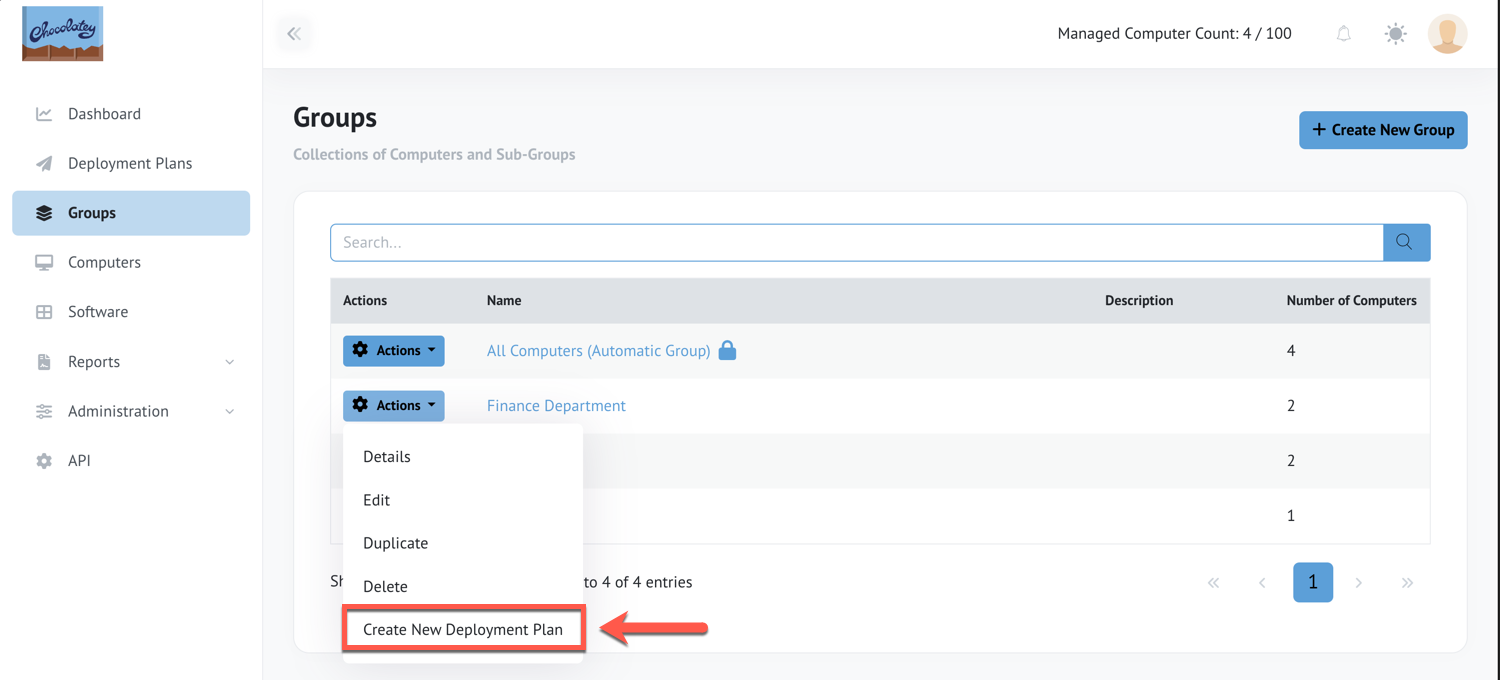 Chocolatey
Managed Computer Count: 4 / 100
Dashboard
Deployment Plans
Groups
Computers
Software
Reports
Administration
API
Groups
Collections of Computers and Sub-Groups
+ Create New Group
Search...
Actions Name Description Number of Computers
Actions All Computers (Automatic Group) 4
Actions Finance Department 2
2
1
Details
Edit
Duplicate
Delete
Create New Deployment Plan
to 4 of 4 entries
« ‹ 1 › »